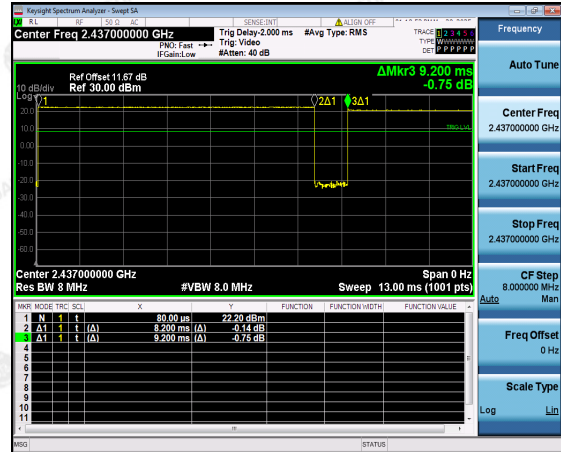 Keysight Spectrum Analyzer - Swept SA
RL RF 50 Ω AC SENSE:INT ALIGN OFF
Center Freq 2.437000000 GHz
PNO: Fast
IFGain:Low
Trig Delay-2.000 ms
Trig: Video
#Atten: 40 dB
#Avg Type: RMS
TRACE 1 2 3 4 5 6
TYPE WWWWWW
DET P P P P P P
Frequency
Auto Tune
Ref Offset 11.67 dB
10 dB/div Ref 30.00 dBm
Log
ΔMkr3 9.200 ms
-0.75 dB
1
2Δ1
3Δ1
20.0
10.0
0.00
-10.0
-20.0
-30.0
-40.0
-50.0
-60.0
TRIG LVL
Center Freq
2.437000000 GHz
Start Freq
2.437000000 GHz
Stop Freq
2.437000000 GHz
CF Step
8.000000 MHz
Auto Man
Freq Offset
0 Hz
Scale Type
Log Lin
Center 2.437000000 GHz Span 0 Hz
Res BW 8 MHz #VBW 8.0 MHz Sweep 13.00 ms (1001 pts)
MKR MODE TRC SCL X Y FUNCTION FUNCTION WIDTH FUNCTION VALUE
1 N 1 t 80.00 µs 22.20 dBm
2 Δ1 1 t (Δ) 8.200 ms (Δ) -0.14 dB
3 Δ1 1 t (Δ) 9.200 ms (Δ) -0.75 dB
4
5
6
7
8
9
10
11
MSG STATUS